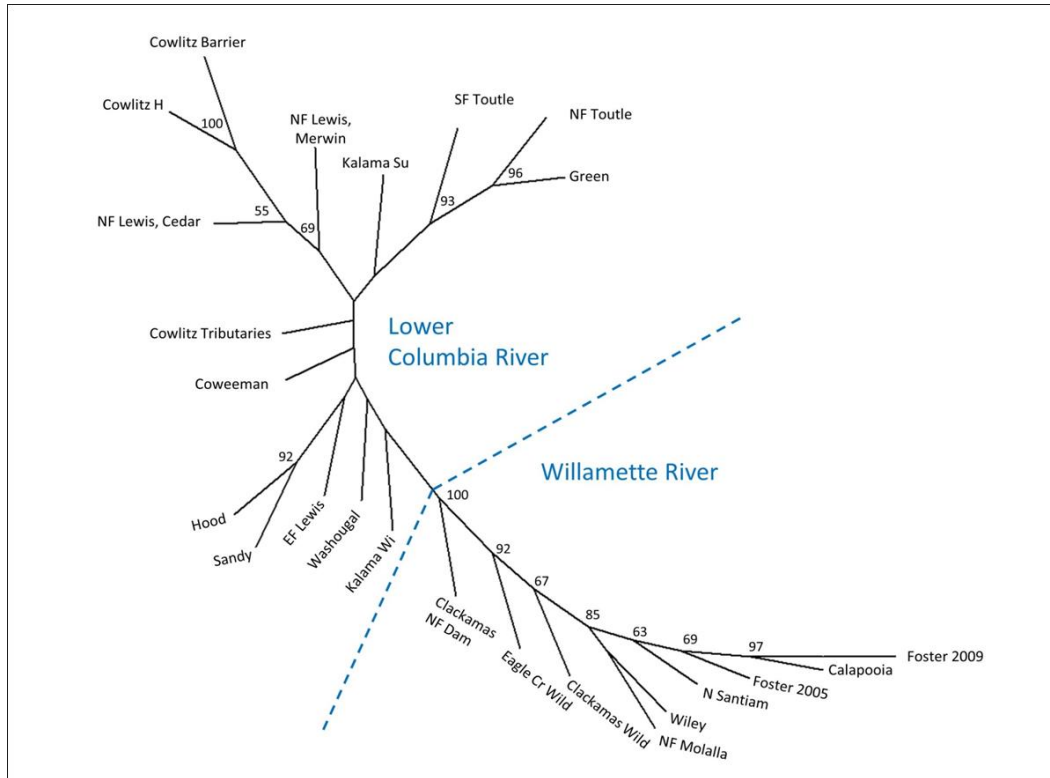 Cowlitz Barrier
Cowlitz H
100
NF Lewis,
Merwin
SF Toutle
NF Toutle
Kalama Su
96
Green
93
55
69
NF Lewis, Cedar
Cowlitz Tributaries
Lower
Columbia River
Coweeman
92
Hood
Sandy
EF Lewis
Washougal
Kalama Wi
Willamette River
100
92
67
85
63
69
97
Clackamas
NF Dam
Eagle Cr Wild
Clackamas Wild
NF Molalla
Wiley
N Santiam
Foster 2005
Calapooia
Foster 2009